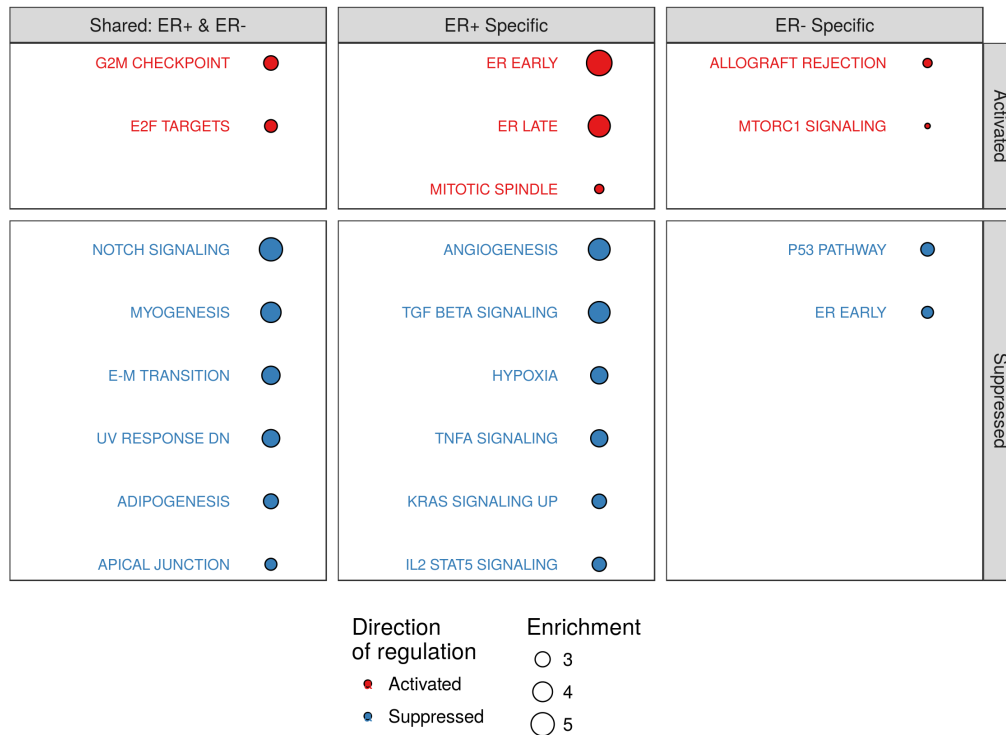 Shared: ER+ & ER-
ER+ Specific
ER- Specific
G2M CHECKPOINT
E2F TARGETS
ER EARLY
ER LATE
MITOTIC SPINDLE
ALLOGRAFT REJECTION
MTORC1 SIGNALING
Activated
NOTCH SIGNALING
MYOGENESIS
E-M TRANSITION
UV RESPONSE DN
ADIPOGENESIS
APICAL JUNCTION
ANGIOGENESIS
TGF BETA SIGNALING
HYPOXIA
TNFA SIGNALING
KRAS SIGNALING UP
IL2 STAT5 SIGNALING
P53 PATHWAY
ER EARLY
Suppressed
Direction
of regulation
Activated
Suppressed
Enrichment
3
4
5